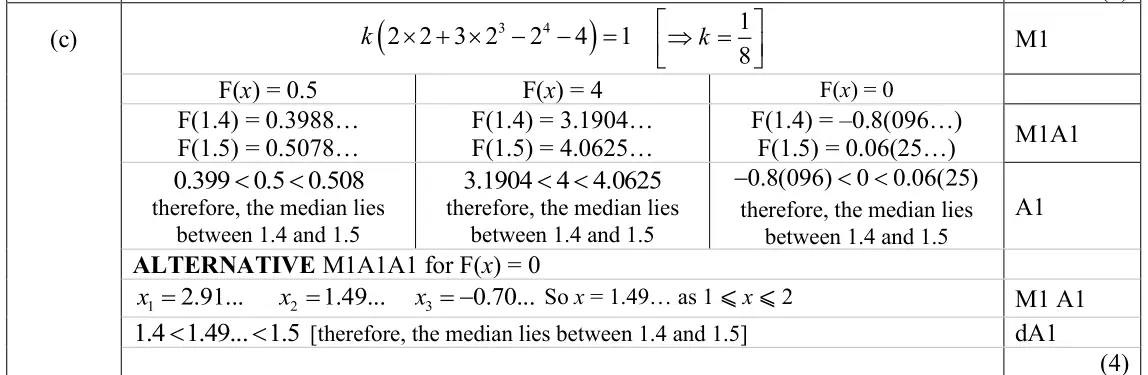 (c) k(2×2+3×2³−2⁴−4)=1 [⇒k=1/8] M1
F(x) = 0.5 F(x) = 4 F(x) = 0
F(1.4) = 0.3988… F(1.4) = 3.1904… F(1.4) = –0.8(096…)
F(1.5) = 0.5078… F(1.5) = 4.0625… F(1.5) = 0.06(25…)
M1A1
0.399<0.5<0.508 3.1904<4<4.0625 −0.8(096)<0<0.06(25)
therefore, the median lies therefore, the median lies therefore, the median lies
between 1.4 and 1.5 between 1.4 and 1.5 between 1.4 and 1.5
A1
ALTERNATIVE M1A1A1 for F(x) = 0
x₁=2.91... x₂=1.49... x₃=−0.70... So x = 1.49… as 1⩽x⩽2 M1 A1
1.4<1.49...<1.5 [therefore, the median lies between 1.4 and 1.5] dA1
(4)